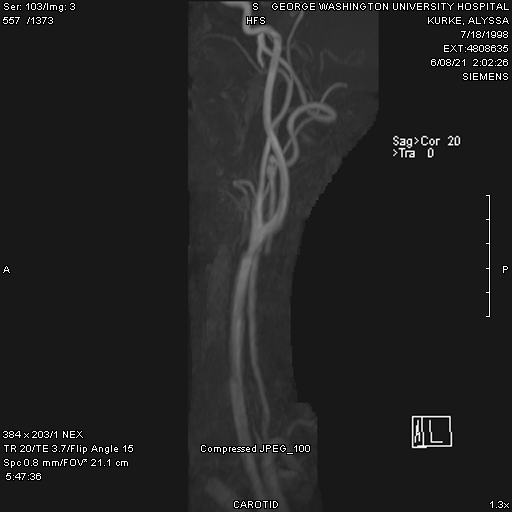 Ser: 103/Img: 3
557 /1373
S
HFS
GEORGE WASHINGTON UNIVERSITY HOSPITAL
KURKE, ALYSSA
7/18/1998
EXT:4808635
6/08/21 2:02:26
SIEMENS
Sag>Cor 20
>Tra 0
A
P
384 x 203/1 NEX
TR 20/TE 3.7/Flip Angle 15
Spc 0.8 mm/FOV* 21.1 cm
5:47:36
Compressed JPEG_100
A L
CAROTID
1.3x